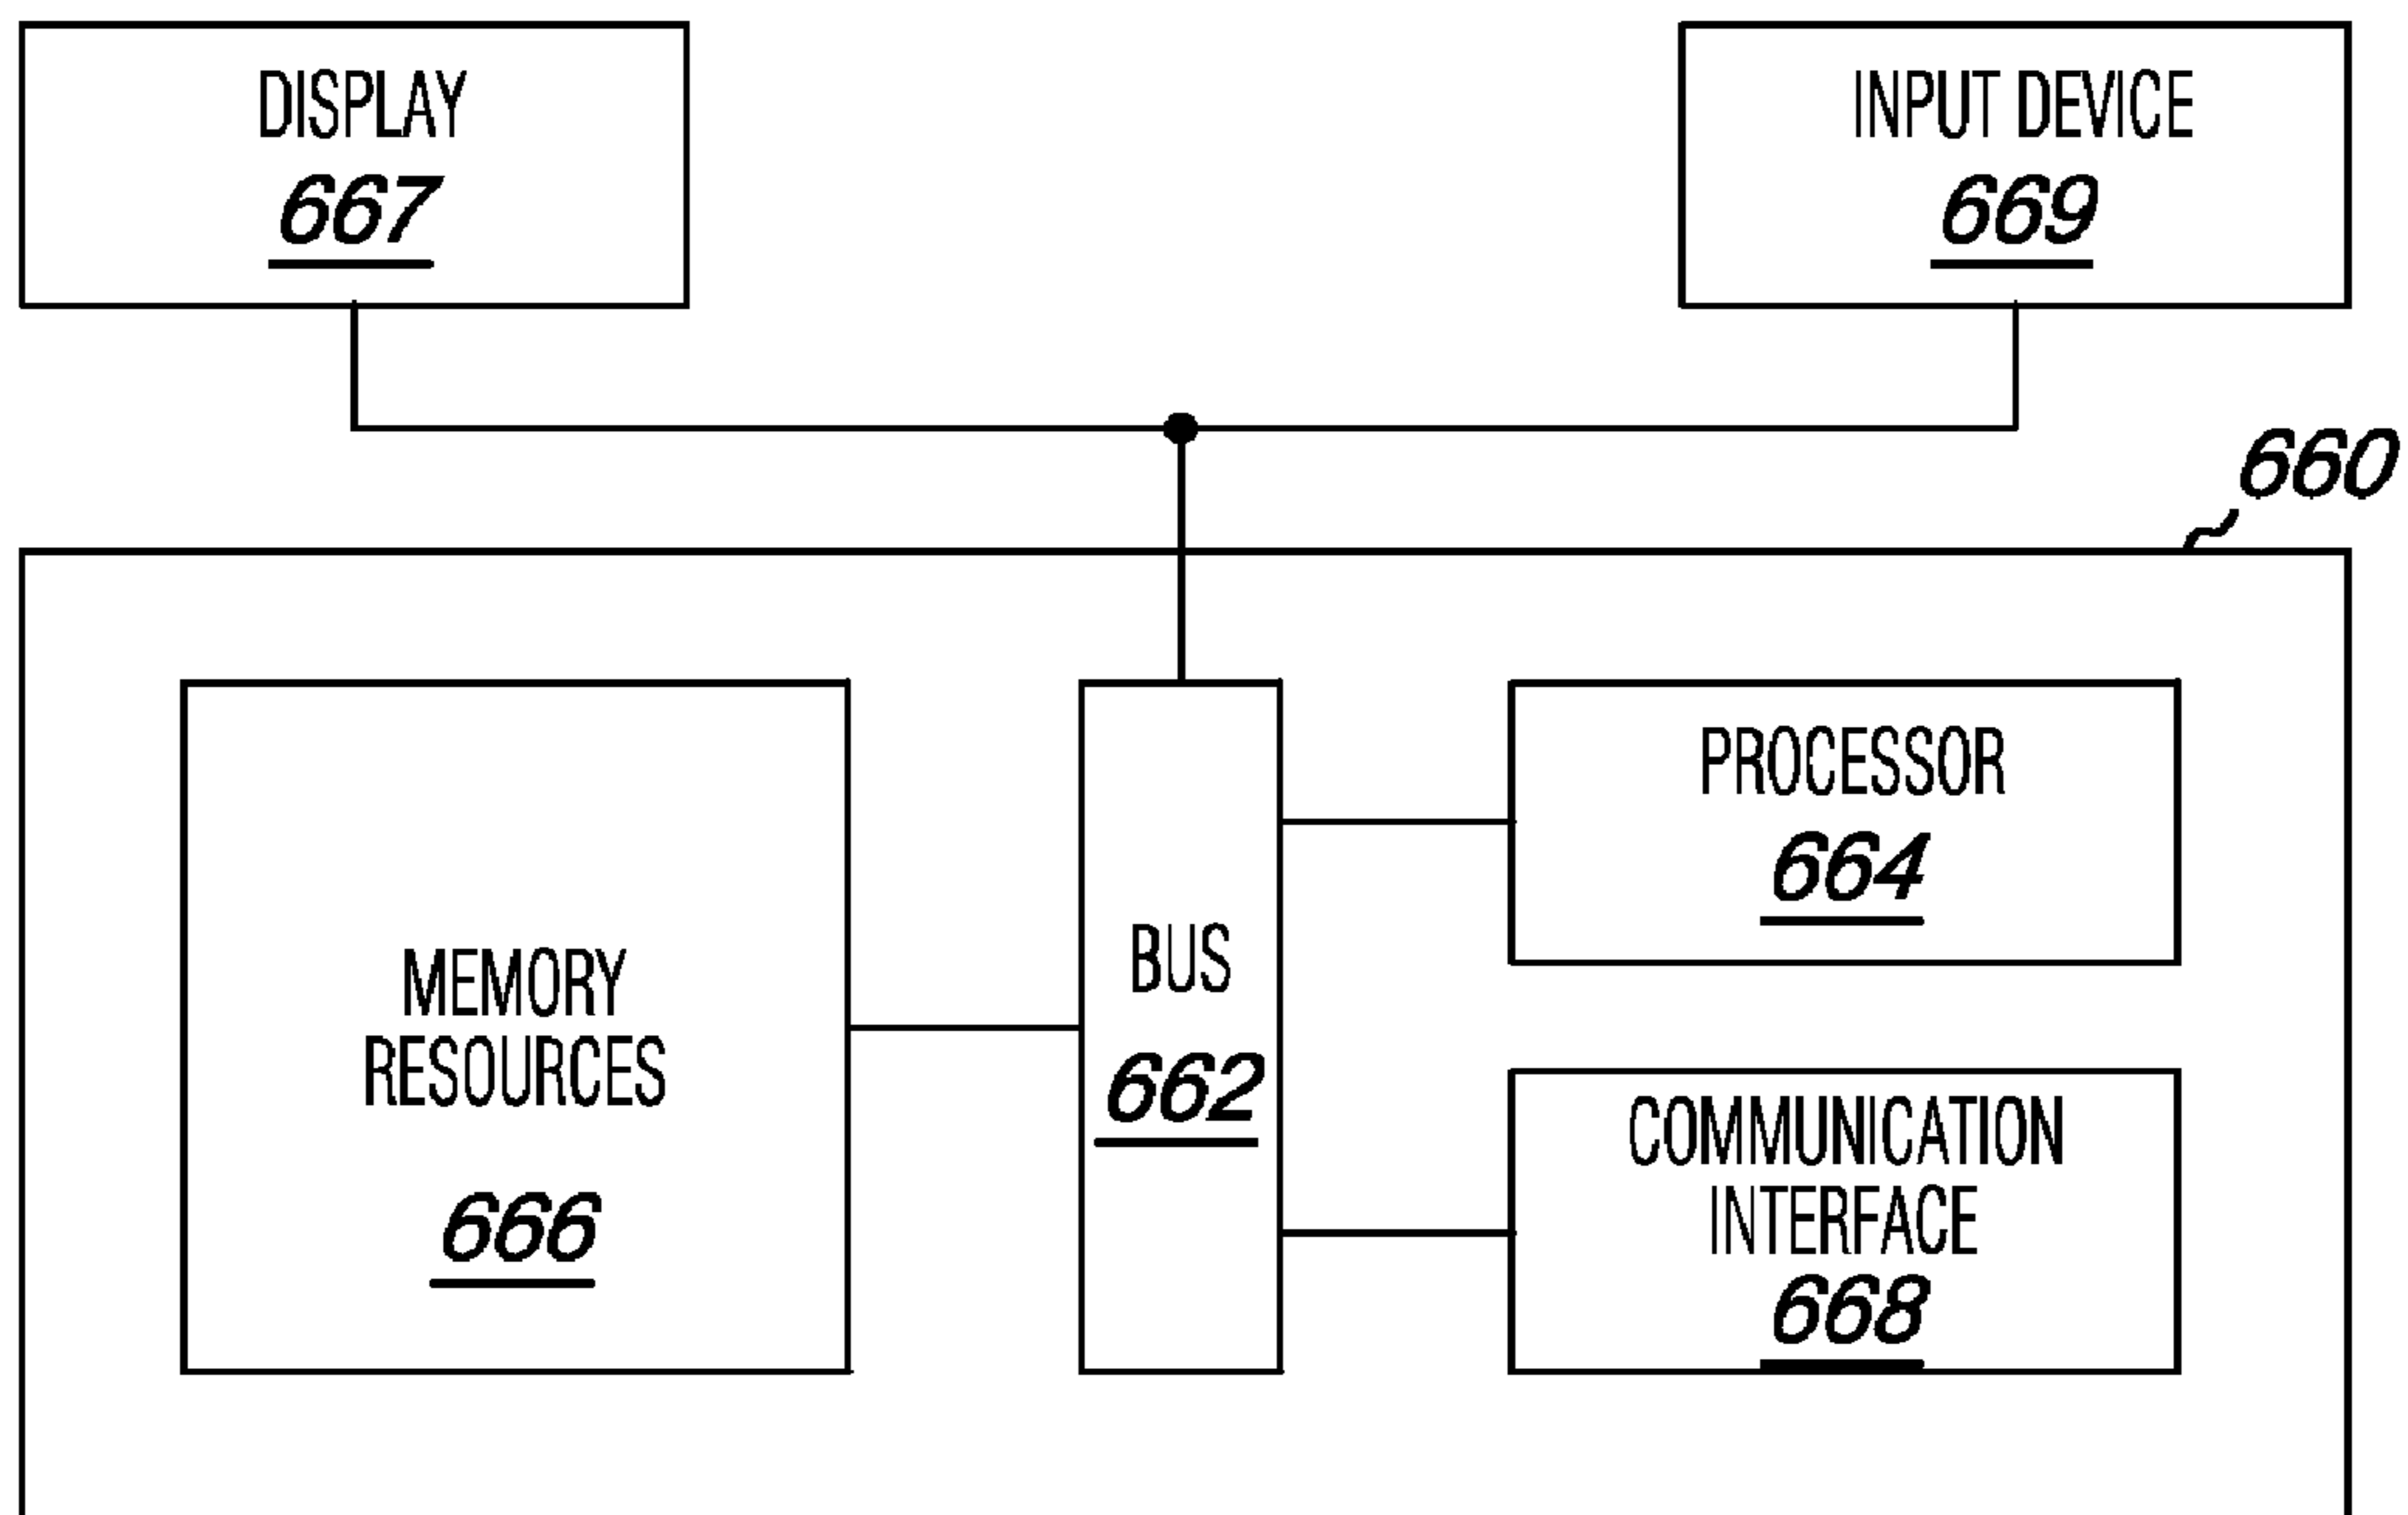 DISPLAY
667
INPUT DEVICE
669
660
MEMORY
RESOURCES
666
BUS
662
PROCESSOR
664
COMMUNICATION
INTERFACE
668